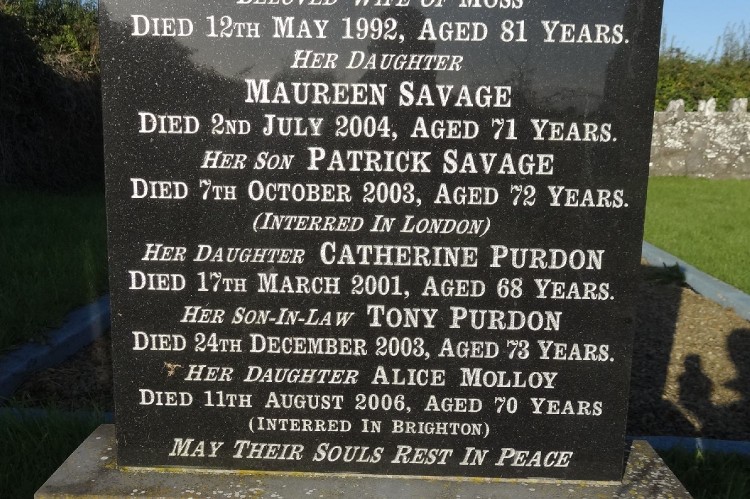 Beloved Wife of Moss
Died 12th May 1992, Aged 81 Years.
Her Daughter
Maureen Savage
Died 2nd July 2004, Aged 71 Years.
Her Son Patrick Savage
Died 7th October 2003, Aged 72 Years.
(Interred In London)
Her Daughter Catherine Purdon
Died 17th March 2001, Aged 68 Years.
Her Son-In-Law Tony Purdon
Died 24th December 2003, Aged 73 Years.
Her Daughter Alice Molloy
Died 11th August 2006, Aged 70 Years
(Interred In Brighton)
May Their Souls Rest In Peace